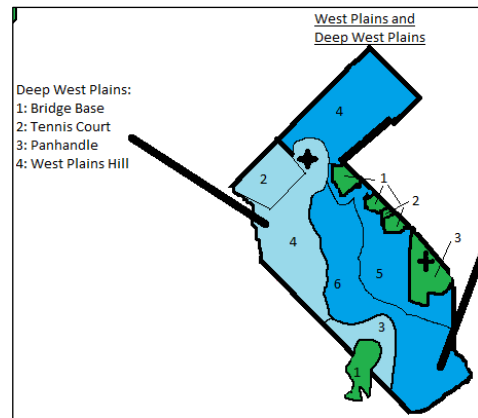 West Plains and
Deep West Plains
Deep West Plains:
1: Bridge Base
2: Tennis Court
3: Panhandle
4: West Plains Hill
4
2
1
2
3
4
5
6
3
1